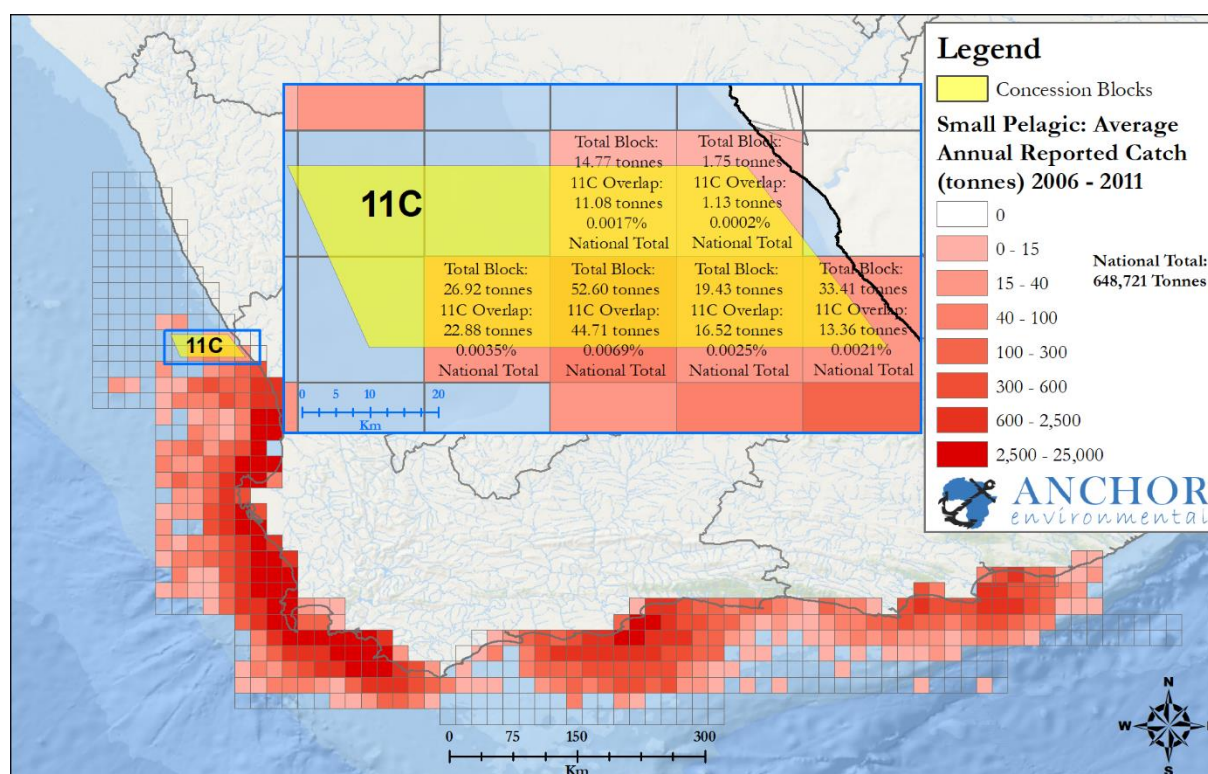 Total Block:
14.77 tonnes
11C Overlap:
11.08 tonnes
0.0017%
National Total
Total Block:
1.75 tonnes
11C Overlap:
1.13 tonnes
0.0002%
National Total
11C
Total Block:
26.92 tonnes
11C Overlap:
22.88 tonnes
0.0035%
National Total
Total Block:
52.60 tonnes
11C Overlap:
44.71 tonnes
0.0069%
National Total
Total Block:
19.43 tonnes
11C Overlap:
16.52 tonnes
0.0025%
National Total
Total Block:
33.41 tonnes
11C Overlap:
13.36 tonnes
0.0021%
National Total
0 5 10 20
Km
11C
Legend
Concession Blocks
Small Pelagic: Average
Annual Reported Catch
(tonnes) 2006 - 2011
0
0 - 15
15 - 40
40 - 100
100 - 300
300 - 600
600 - 2,500
2,500 - 25,000
National Total:
648,721 Tonnes
ANCHOR
environmental
0 75 150 300
Km
N
W
S